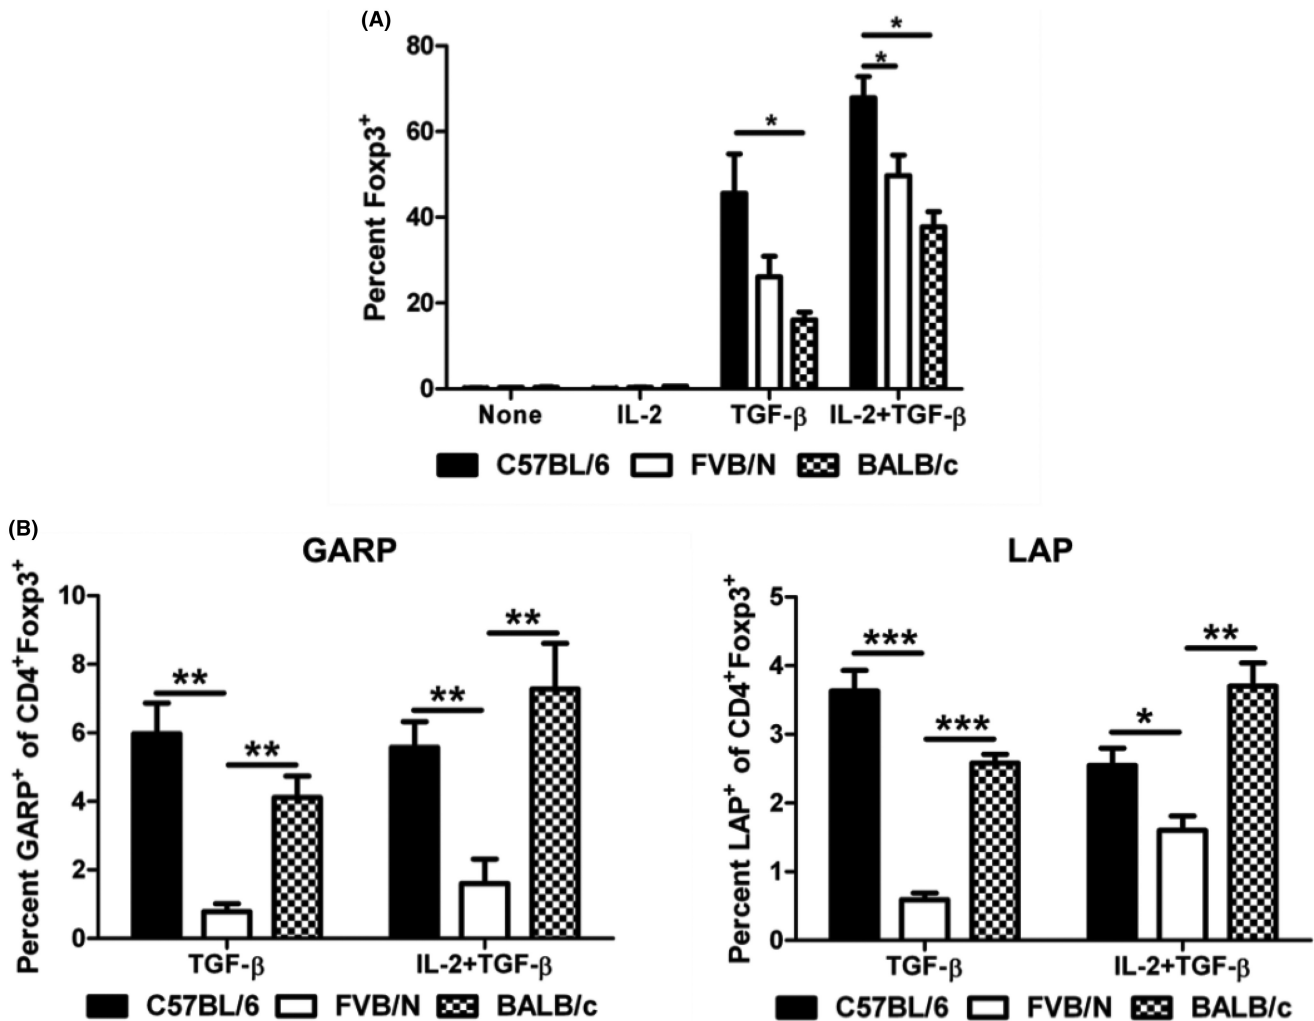 (A)
Percent Foxp3⁺
80
60
40
20
0
*
*
*
None IL-2 TGF-β IL-2+TGF-β
C57BL/6 FVB/N BALB/c
(B)
GARP
Percent GARP⁺ of CD4⁺Foxp3⁺
10
8
6
4
2
0
**
**
**
**
TGF-β IL-2+TGF-β
C57BL/6 FVB/N BALB/c
LAP
Percent LAP⁺ of CD4⁺Foxp3⁺
5
4
3
2
1
0
***
***
*
**
TGF-β IL-2+TGF-β
C57BL/6 FVB/N BALB/c